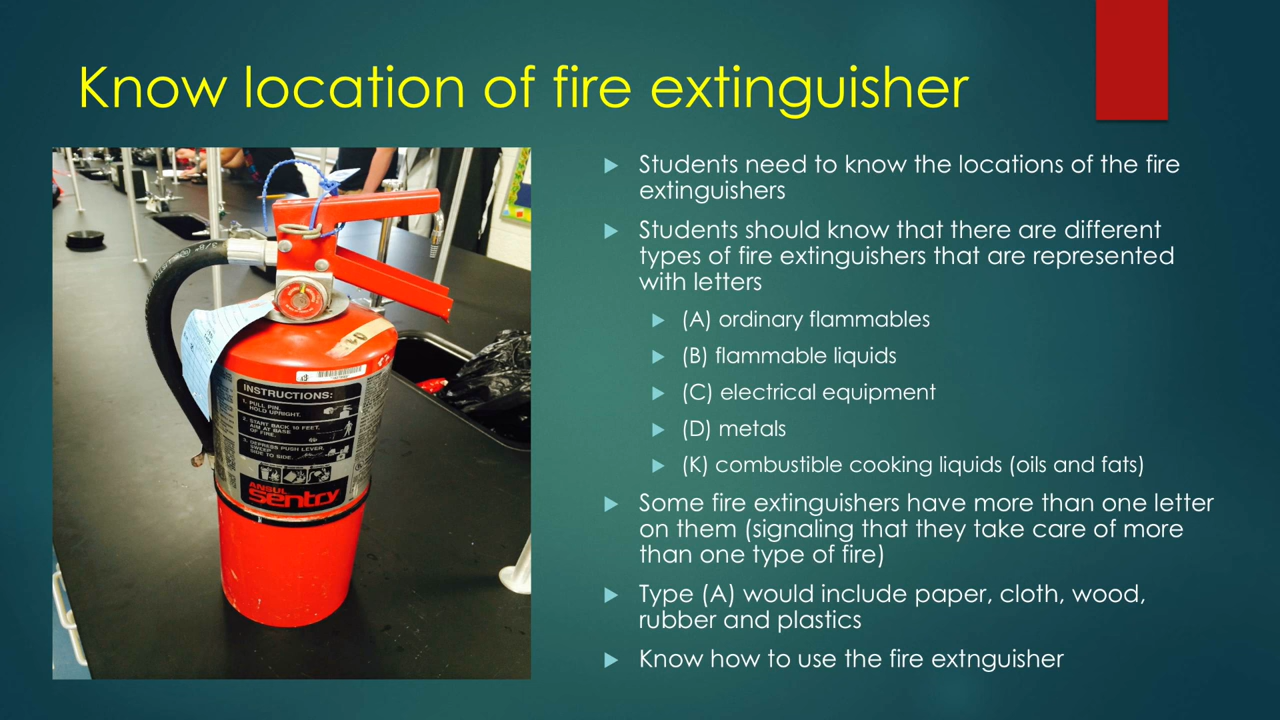 Know location of fire extinguisher
Students need to know the locations of the fire
extinguishers
Students should know that there are different
types of fire extinguishers that are represented
with letters
(A) ordinary flammables
(B) flammable liquids
(C) electrical equipment
(D) metals
(K) combustible cooking liquids (oils and fats)
Some fire extinguishers have more than one letter
on them (signaling that they take care of more
than one type of fire)
Type (A) would include paper, cloth, wood,
rubber and plastics
Know how to use the fire extnguisher
INSTRUCTIONS:
1. PULL PIN.
HOLD UPRIGHT.
2. START BACK 10 FEET,
AIM AT BASE
OF FIRE.
3. DEPRESS PUSH LEVER,
SWEEP
SIDE TO SIDE.
ANSUL
sentry